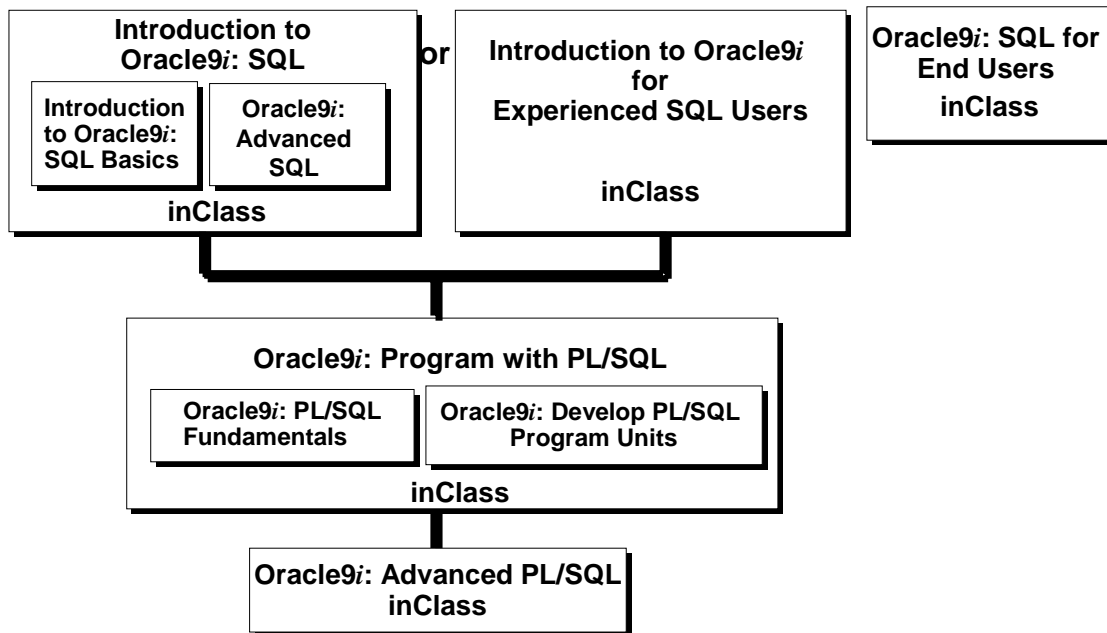 Introduction to
Oracle9i: SQL
Introduction
to Oracle9i:
SQL Basics
Oracle9i:
Advanced
SQL
inClass
or
Introduction to Oracle9i
for
Experienced SQL Users
inClass
Oracle9i: SQL for
End Users
inClass
Oracle9i: Program with PL/SQL
Oracle9i: PL/SQL
Fundamentals
Oracle9i: Develop PL/SQL
Program Units
inClass
Oracle9i: Advanced PL/SQL
inClass